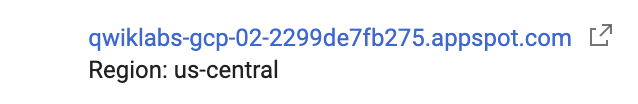 qwiklabs-gcp-02-2299de7fb275.appspot.com
Region: us-central